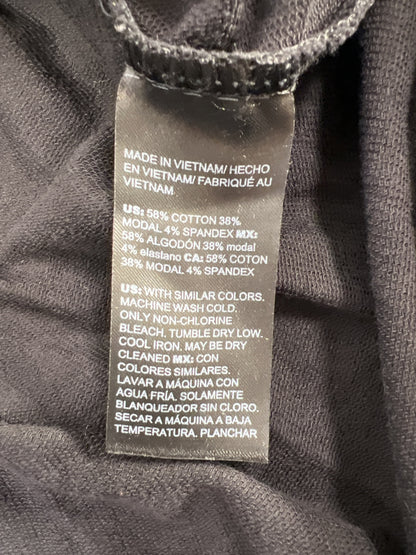 MADE IN VIETNAM/ HECHO
EN VIETNAM/ FABRIQUÉ AU
VIETNAM
US: 58% COTTON 38%
MODAL 4% SPANDEX MX:
58% ALGODÓN 38% modal
4% elastano CA: 58% COTON
38% MODAL 4% SPANDEX
US: WITH SIMILAR COLORS.
MACHINE WASH COLD.
ONLY NON-CHLORINE
BLEACH. TUMBLE DRY LOW.
COOL IRON. MAY BE DRY
CLEANED MX: CON
COLORES SIMILARES.
LAVAR A MÁQUINA CON
AGUA FRÍA. SOLAMENTE
BLANQUEADOR SIN CLORO.
SECAR A MÁQUINA A BAJA
TEMPERATURA. PLANCHAR